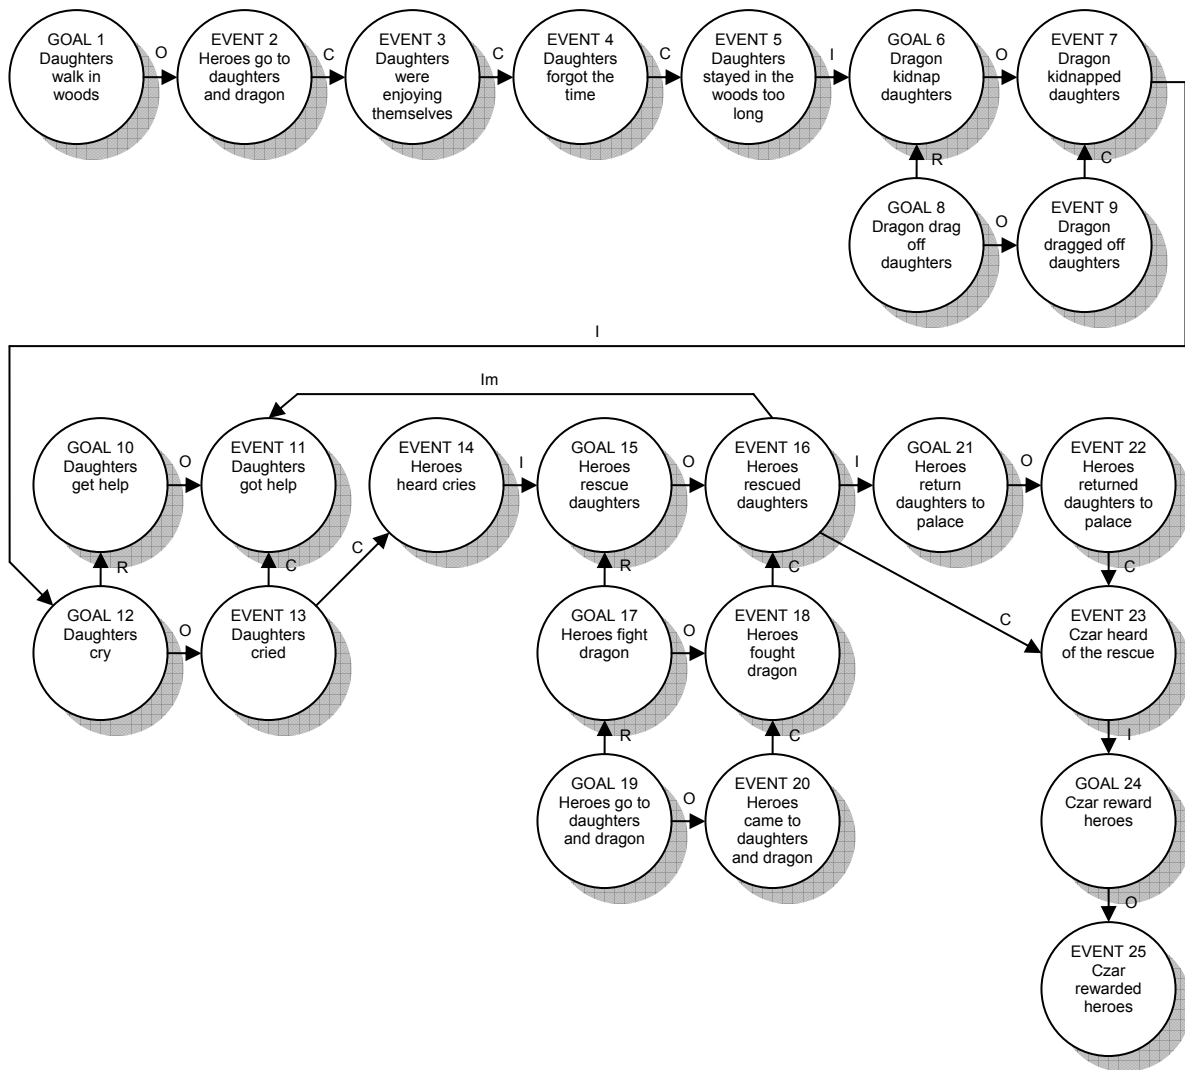 GOAL 1
Daughters
walk in
woods
O
EVENT 2
Heroes go to
daughters
and dragon
C
EVENT 3
Daughters
were
enjoying
themselves
C
EVENT 4
Daughters
forgot the
time
C
EVENT 5
Daughters
stayed in the
woods too
long
I
GOAL 6
Dragon
kidnap
daughters
O
EVENT 7
Dragon
kidnapped
daughters
R
C
GOAL 8
Dragon drag
off
daughters
O
EVENT 9
Dragon
dragged off
daughters
I
Im
GOAL 10
Daughters
get help
O
EVENT 11
Daughters
got help
EVENT 14
Heroes
heard cries
I
GOAL 15
Heroes
rescue
daughters
O
EVENT 16
Heroes
rescued
daughters
I
GOAL 21
Heroes
return
daughters to
palace
O
EVENT 22
Heroes
returned
daughters to
palace
R
C
C
R
C
C
GOAL 12
Daughters
cry
O
EVENT 13
Daughters
cried
GOAL 17
Heroes fight
dragon
O
EVENT 18
Heroes
fought
dragon
C
EVENT 23
Czar heard
of the rescue
R
C
I
GOAL 19
Heroes go to
daughters
and dragon
O
EVENT 20
Heroes
came to
daughters
and dragon
GOAL 24
Czar reward
heroes
O
EVENT 25
Czar
rewarded
heroes